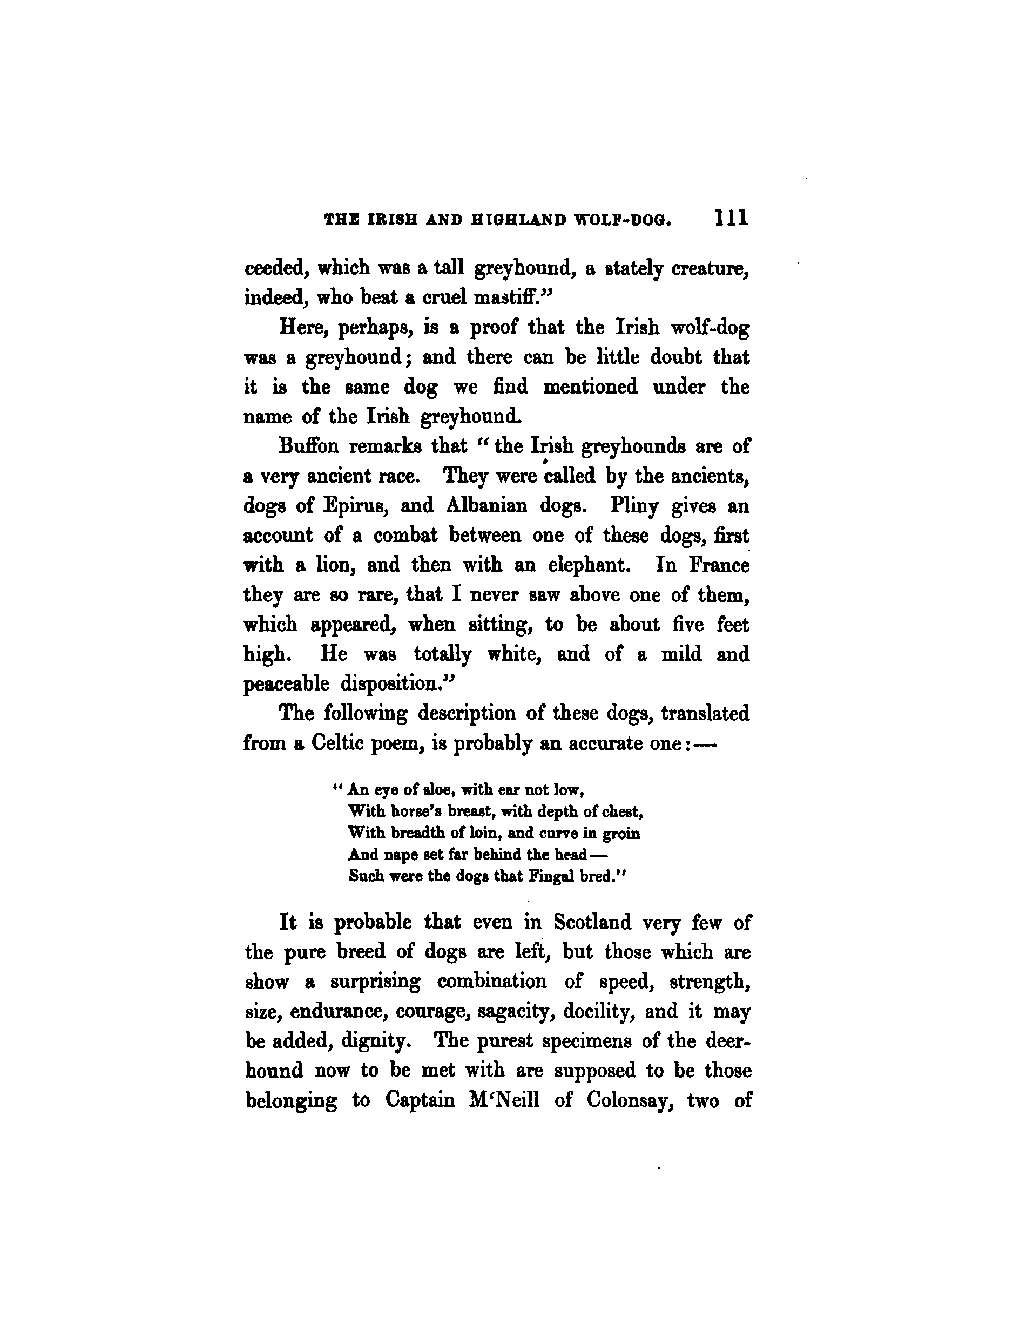 THE IRISH AND HIGHLAND WOLF-DOG. 111
ceeded, which was a tall greyhound, a stately creature,
indeed, who beat a cruel mastiff."
Here, perhaps, is a proof that the Irish wolf-dog
was a greyhound; and there can be little doubt that
it is the same dog we find mentioned under the
name of the Irish greyhound.
Buffon remarks that "the Irish greyhounds are of
a very ancient race. They were called by the ancients,
dogs of Epirus, and Albanian dogs. Pliny gives an
account of a combat between one of these dogs, first
with a lion, and then with an elephant. In France
they are so rare, that I never saw above one of them,
which appeared, when sitting, to be about five feet
high. He was totally white, and of a mild and
peaceable disposition."
The following description of these dogs, translated
from a Celtic poem, is probably an accurate one:—
"An eye of sloe, with ear not low,
With horse's breast, with depth of chest,
With breadth of loin, and curve in groin
And nape set far behind the head—
Such were the dogs that Fingal bred."
It is probable that even in Scotland very few of
the pure breed of dogs are left, but those which are
show a surprising combination of speed, strength,
size, endurance, courage, sagacity, docility, and it may
be added, dignity. The purest specimens of the deer-
hound now to be met with are supposed to be those
belonging to Captain M'Neill of Colonsay, two of